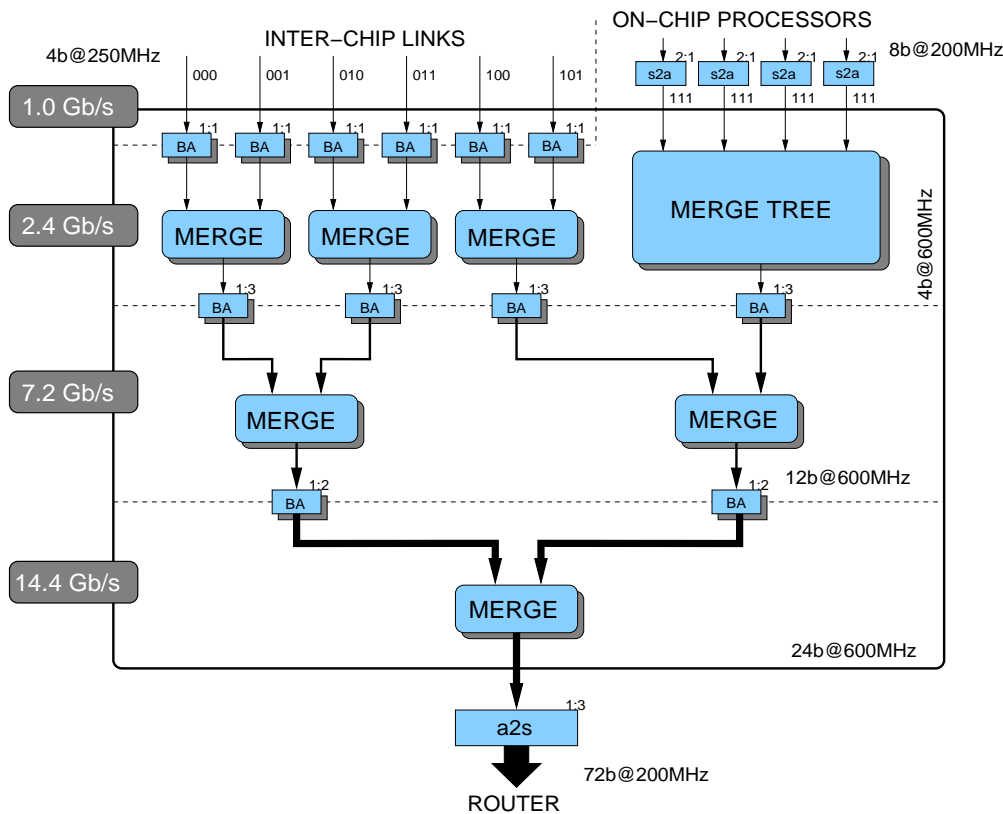 ON−CHIP PROCESSORS
INTER−CHIP LINKS
4b@250MHz
8b@200MHz
2:1 2:1 2:1 2:1
s2a s2a s2a s2a
000 001 010 011 100 101
111 111 111 111
1.0 Gb/s
1:1 1:1 1:1 1:1 1:1 1:1
BA BA BA BA BA BA
2.4 Gb/s
MERGE MERGE MERGE
MERGE TREE
4b@600MHz
1:3 1:3 1:3 1:3
BA BA BA BA
7.2 Gb/s
MERGE MERGE
12b@600MHz
1:2 1:2
BA BA
14.4 Gb/s
MERGE
24b@600MHz
1:3
a2s
72b@200MHz
ROUTER